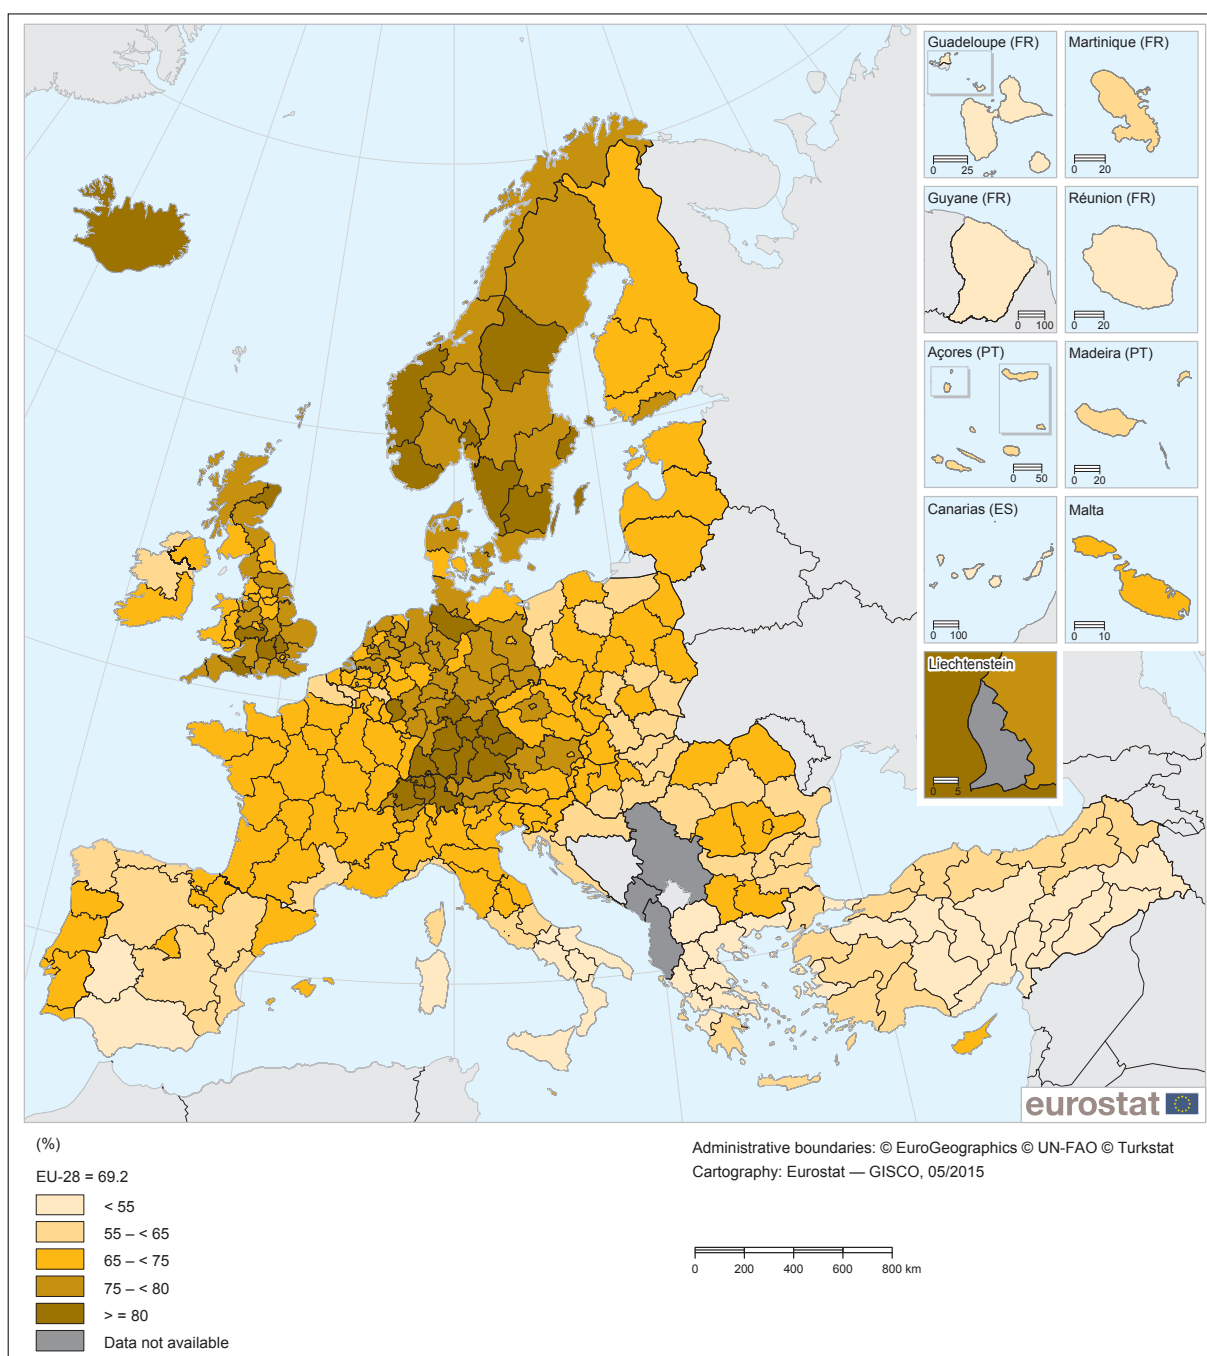 Guadeloupe (FR)
0 25
Martinique (FR)
0 20
Guyane (FR)
0 100
Réunion (FR)
0 20
Açores (PT)
0 50
Madeira (PT)
0 20
Canarias (ES)
0 100
Malta
0 10
Liechtenstein
0 5
eurostat
(%)
EU-28 = 69.2
< 55
55 – < 65
65 – < 75
75 – < 80
> = 80
Data not available
Administrative boundaries: © EuroGeographics © UN-FAO © Turkstat
Cartography: Eurostat — GISCO, 05/2015
0 200 400 600 800 km